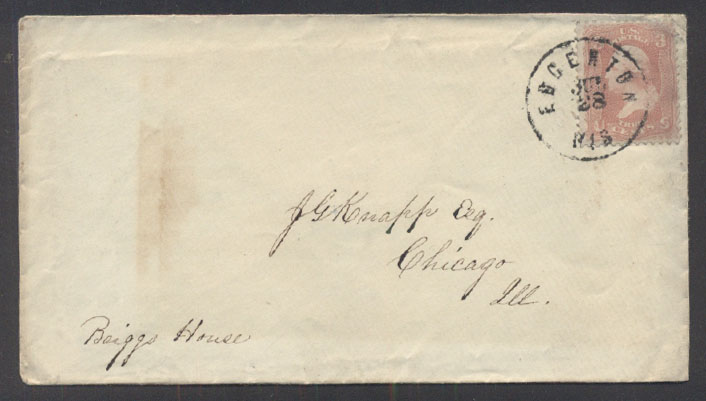 EDGERTON
28
WIS
J G Knapp Esq.
Chicago
Ill.
Briggs House